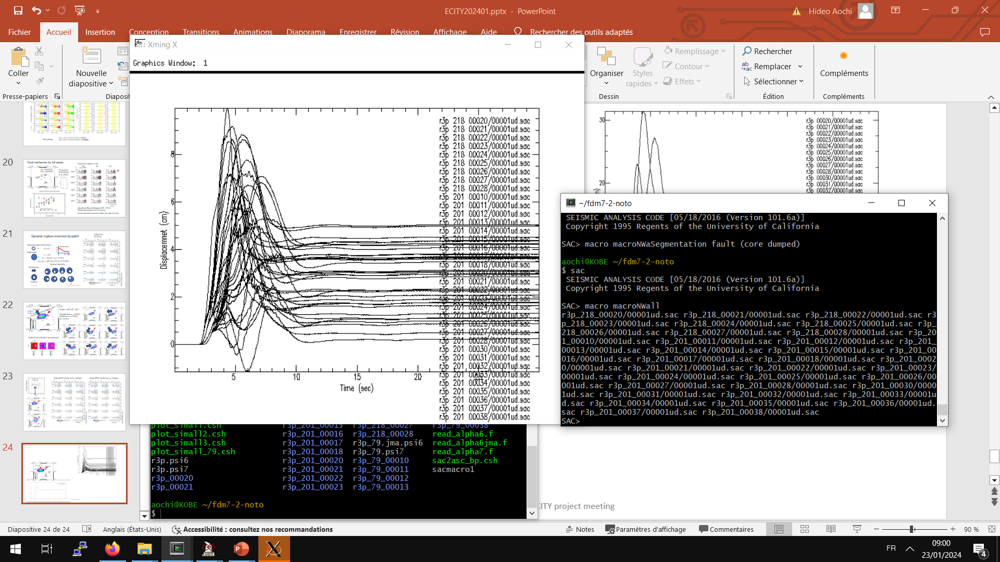 ECITY202401.pptx - PowerPoint
Hideo Aochi
Fichier
Accueil
Insertion
Conception
Transitions
Animations
Diaporama
Enregistrer
Révision
Affichage
Aide
Rechercher des outils adaptés
Coller
Presse-papiers
Nouvelle
diapositive
Diaposit
Organiser
Styles
rapides
Remplissage
Contour
Effets
Dessin
Rechercher
Remplacer
Sélectionner
Édition
Compléments
Compléments
20
Focal mechanism by full waves
21
Dynamic rupture inversion by patch
22
23
24
Xming X
Graphics Window: 1
Displacemnet (cm)
8
6
4
2
0
5
10
15
20
Time (sec)
r3p 218 00020/00001ud.sac
r3p 218 00021/00001ud.sac
r3p 218 00022/00001ud.sac
r3p 218 00023/00001ud.sac
r3p 218 00024/00001ud.sac
r3p 218 00025/00001ud.sac
r3p 218 00026/00001ud.sac
r3p 218 00027/00001ud.sac
r3p 218 00028/00001ud.sac
r3p 201 00010/00001ud.sac
r3p 201 00011/00001ud.sac
r3p 201 00012/00001ud.sac
r3p 201 00013/00001ud.sac
r3p 201 00014/00001ud.sac
r3p 201 00015/00001ud.sac
r3p 201 00016/00001ud.sac
r3p 201 00017/00001ud.sac
r3p 201 00018/00001ud.sac
r3p 201 00020/00001ud.sac
r3p 201 00021/00001ud.sac
r3p 201 00022/00001ud.sac
r3p 201 00023/00001ud.sac
r3p 201 00024/00001ud.sac
r3p 201 00025/00001ud.sac
r3p 201 00026/00001ud.sac
r3p 201 00027/00001ud.sac
r3p 201 00028/00001ud.sac
r3p 201 00030/00001ud.sac
r3p 201 00031/00001ud.sac
r3p 201 00032/00001ud.sac
r3p 201 00033/00001ud.sac
r3p 201 00034/00001ud.sac
r3p 201 00035/00001ud.sac
r3p 201 00036/00001ud.sac
r3p 201 00037/00001ud.sac
r3p 201 00038/00001ud.sac
30
20
r3p 00020/00001ud.sac
r3p 00021/00001ud.sac
r3p 00022/00001ud.sac
r3p 00023/00001ud.sac
r3p 00024/00001ud.sac
r3p 00025/00001ud.sac
r3p 00026/00001ud.sac
r3p 00027/00001ud.sac
r3p 00028/00001ud.sac
r3p 00030/00001ud.sac
r3p 00031/00001ud.sac
r3p 00032/00001ud.sac
~/fdm7-2-noto
SEISMIC ANALYSIS CODE [05/18/2016 (Version 101.6a)]
Copyright 1995 Regents of the University of California
SAC> macro macroNWaSegmentation fault (core dumped)
aochi@KOBE ~/fdm7-2-noto
$ sac
SEISMIC ANALYSIS CODE [05/18/2016 (Version 101.6a)]
Copyright 1995 Regents of the University of California
SAC> macro macroNWall
r3p_218_00020/00001ud.sac r3p_218_00021/00001ud.sac r3p_218_00022/00001ud.sac r3
p_218_00023/00001ud.sac r3p_218_00024/00001ud.sac r3p_218_00025/00001ud.sac r3p_
218_00026/00001ud.sac r3p_218_00027/00001ud.sac r3p_218_00028/00001ud.sac r3p_20
1_00010/00001ud.sac r3p_201_00011/00001ud.sac r3p_201_00012/00001ud.sac r3p_201_
00013/00001ud.sac r3p_201_00014/00001ud.sac r3p_201_00015/00001ud.sac r3p_201_00
016/00001ud.sac r3p_201_00017/00001ud.sac r3p_201_00018/00001ud.sac r3p_201_0002
0/00001ud.sac r3p_201_00021/00001ud.sac r3p_201_00022/00001ud.sac r3p_201_00023/
00001ud.sac r3p_201_00024/00001ud.sac r3p_201_00025/00001ud.sac r3p_201_00026/00
001ud.sac r3p_201_00027/00001ud.sac r3p_201_00028/00001ud.sac r3p_201_00030/0000
1ud.sac r3p_201_00031/00001ud.sac r3p_201_00032/00001ud.sac r3p_201_00033/00001u
d.sac r3p_201_00034/00001ud.sac r3p_201_00035/00001ud.sac r3p_201_00036/00001ud.
sac r3p_201_00037/00001ud.sac r3p_201_00038/00001ud.sac
SAC>
plot_simall.csh r3p_201_00015 r3p_218_00027 r3p_79_00038
plot_simall2.csh r3p_201_00016 r3p_218_00028 read_alpha6.f
plot_simall3.csh r3p_201_00017 r3p_79.jma.psi6 read_alpha6jma.f
plot_simall_79.csh r3p_201_00018 r3p_79.psi7 read_alpha7.f
r3p.psi6 r3p_201_00020 r3p_79_00010 sac2asc_bp.csh
r3p.psi7 r3p_201_00021 r3p_79_00011 sacmacro1
r3p_00020 r3p_201_00022 r3p_79_00012
r3p_00021 r3p_201_00023 r3p_79_00013
aochi@KOBE ~/fdm7-2-noto
$
CITY project meeting
Diapositive 24 de 24
Anglais (États-Unis)
Accessibilité : consultez nos recommandations
Notes
Paramètres d'affichage
Commentaires
90 %
FR
09:00
23/01/2024
4